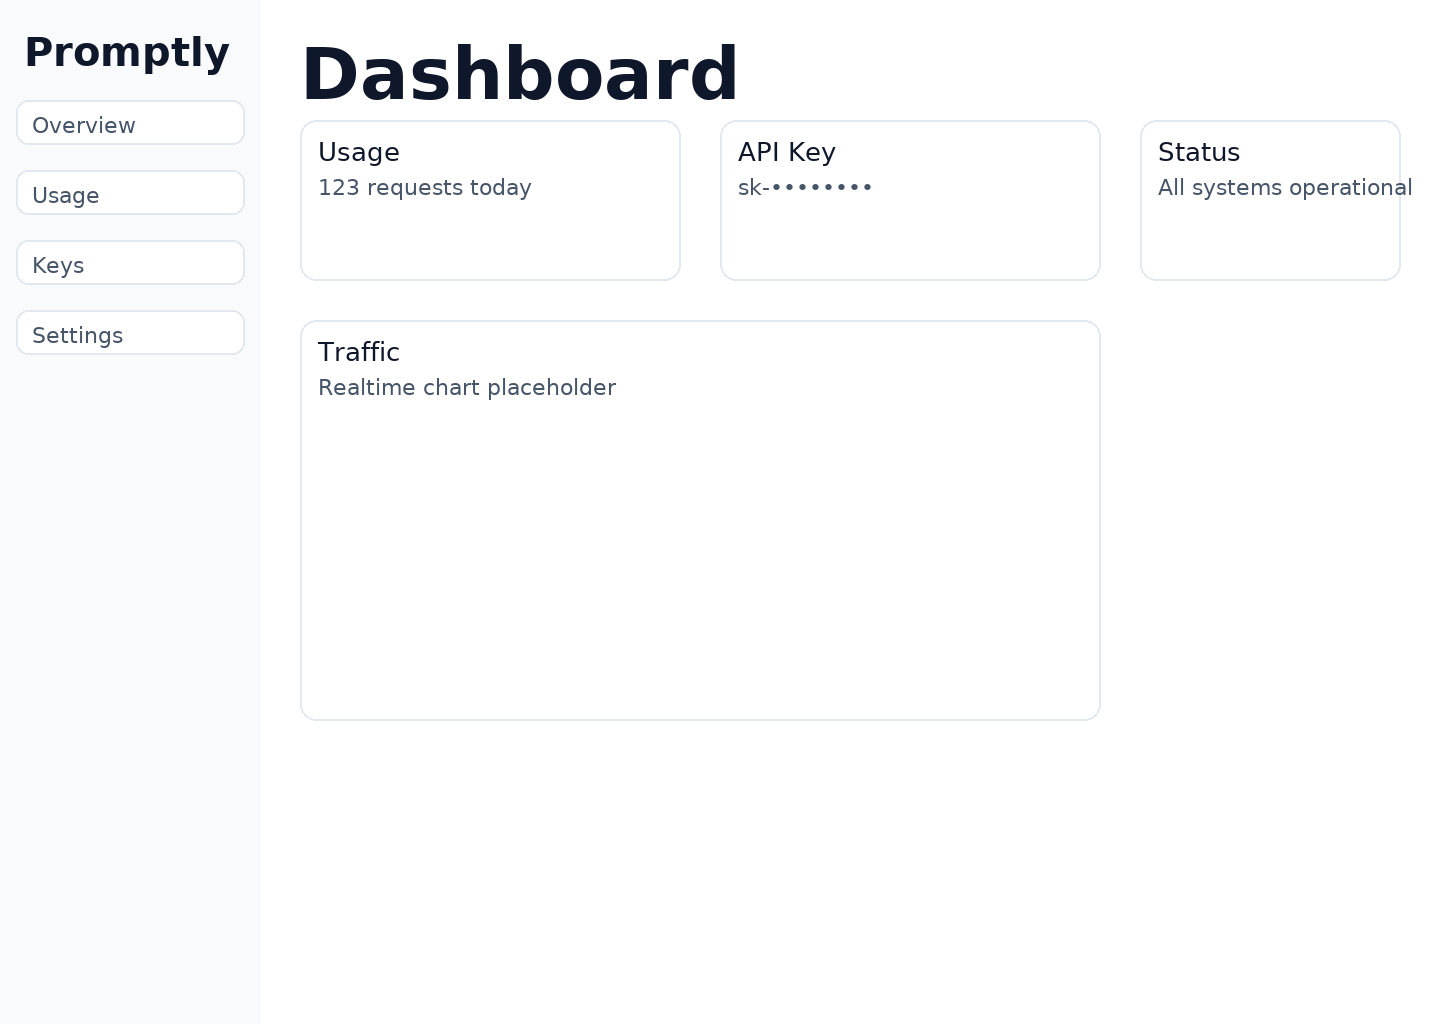 Promptly
Overview
Usage
Keys
Settings
Dashboard
Usage
123 requests today
API Key
sk-••••••••
Status
All systems operational
Traffic
Realtime chart placeholder